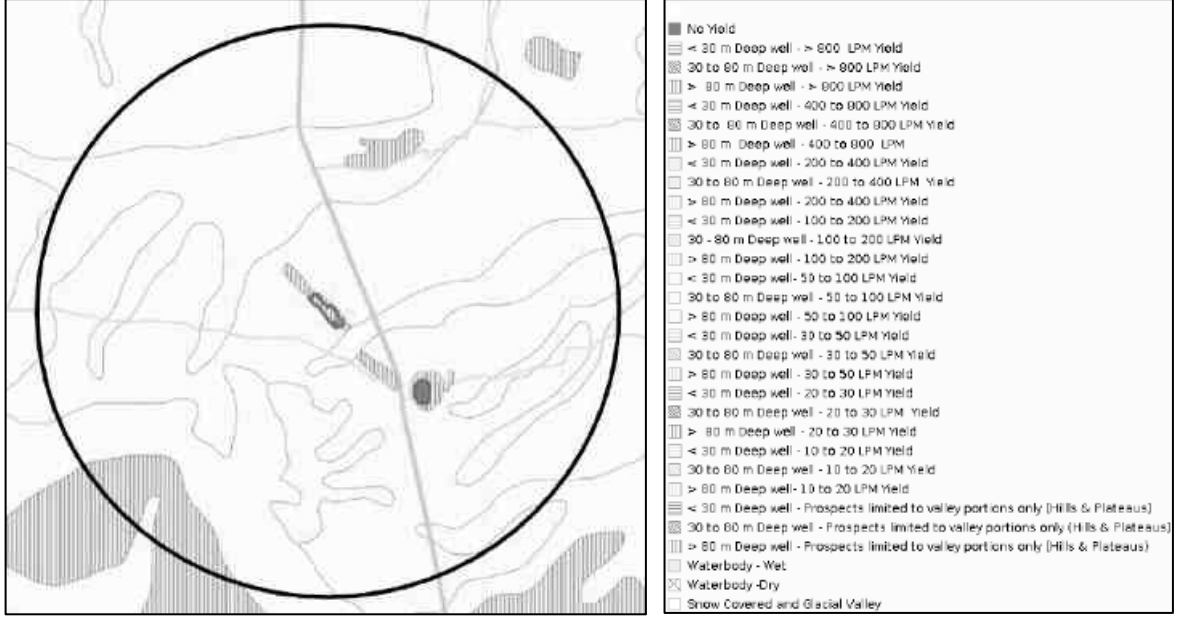 No Yield
< 30 m Deep well - > 800 LPM Yield
30 to 80 m Deep well - > 800 LPM Yield
> 80 m Deep well - > 800 LPM Yield
< 30 m Deep well - 400 to 800 LPM Yield
30 to 80 m Deep well - 400 to 800 LPM Yield
> 80 m Deep well - 400 to 800 LPM
< 30 m Deep well - 200 to 400 LPM Yield
30 to 80 m Deep well - 200 to 400 LPM Yield
> 80 m Deep well - 200 to 400 LPM Yield
< 30 m Deep well - 100 to 200 LPM Yield
30 - 80 m Deep well - 100 to 200 LPM Yield
> 80 m Deep well - 100 to 200 LPM Yield
< 30 m Deep well- 50 to 100 LPM Yield
30 to 80 m Deep well - 50 to 100 LPM Yield
> 80 m Deep well - 50 to 100 LPM Yield
< 30 m Deep well- 30 to 50 LPM Yield
30 to 80 m Deep well - 30 to 50 LPM Yield
> 80 m Deep well - 30 to 50 LPM Yield
< 30 m Deep well - 20 to 30 LPM Yield
30 to 80 m Deep well - 20 to 30 LPM Yield
> 80 m Deep well - 20 to 30 LPM Yield
< 30 m Deep well - 10 to 20 LPM Yield
30 to 80 m Deep well - 10 to 20 LPM Yield
> 80 m Deep well- 10 to 20 LPM Yield
< 30 m Deep well - Prospects limited to valley portions only (Hills & Plateaus)
30 to 80 m Deep well - Prospects limited to valley portions only (Hills & Plateaus)
> 80 m Deep well - Prospects limited to valley portions only (Hills & Plateaus)
Waterbody - Wet
Waterbody -Dry
Snow Covered and Glacial Valley